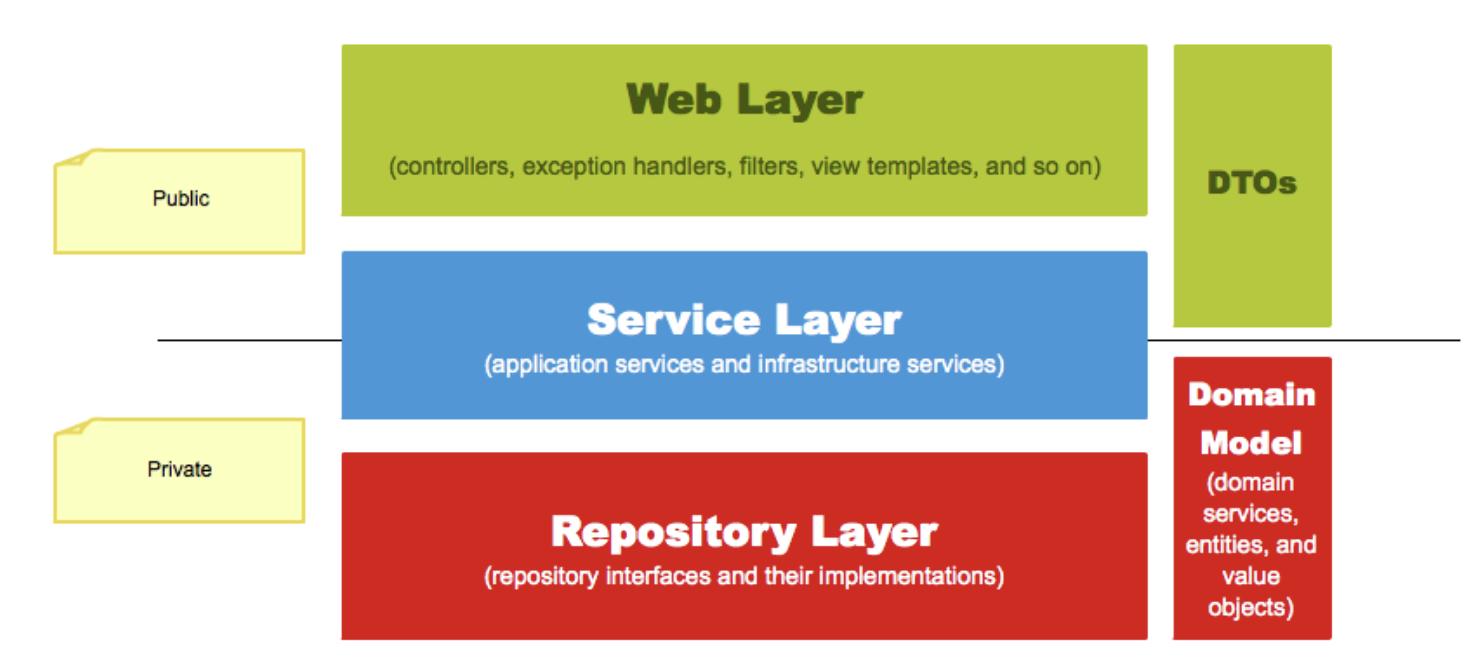 Web Layer
(controllers, exception handlers, filters, view templates, and so on)
DTOs
Public
Service Layer
(application services and infrastructure services)
Private
Repository Layer
(repository interfaces and their implementations)
Domain
Model
(domain
services,
entities, and
value
objects)